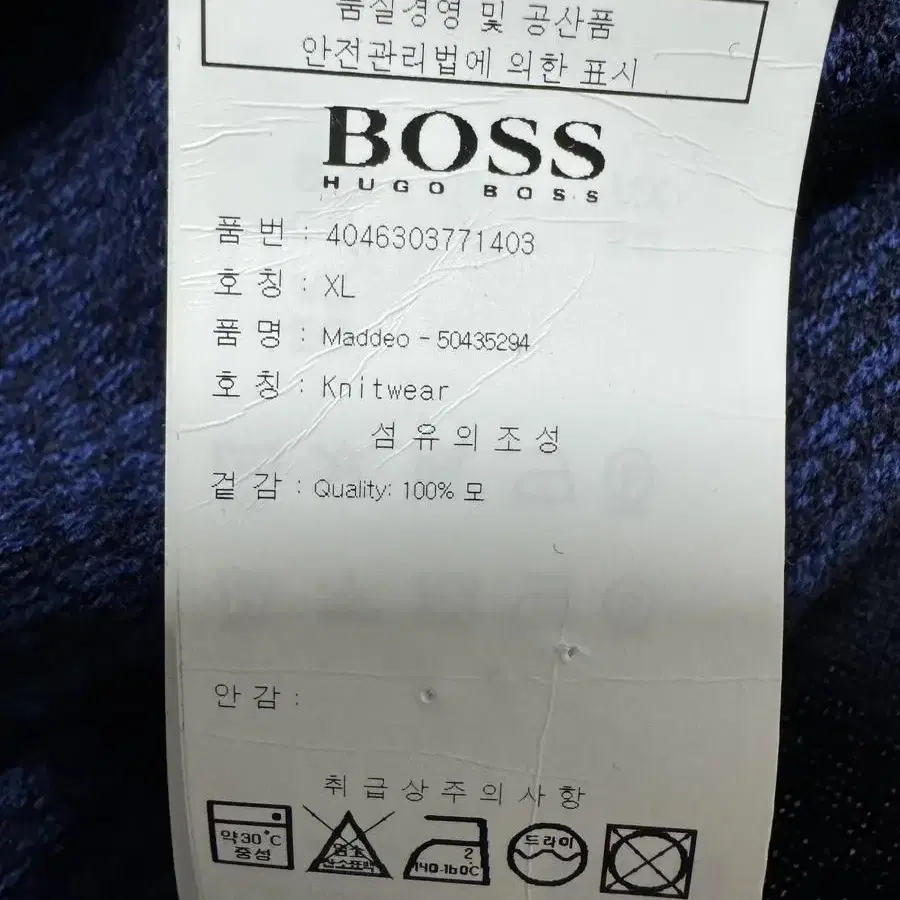 품질경영 및 공산품
안전관리법에 의한 표시
BOSS
HUGO BOSS
품 번 : 4046303771403
호 칭 : XL
품 명 : Maddeo - 50435294
호 칭 : Knitwear
섬 유 의 조 성
겉 감 : Quality: 100% 모
안 감 :
취 급 상 주 의 사 항
약30°C
중성
산소표백
2
140-160C
드라이